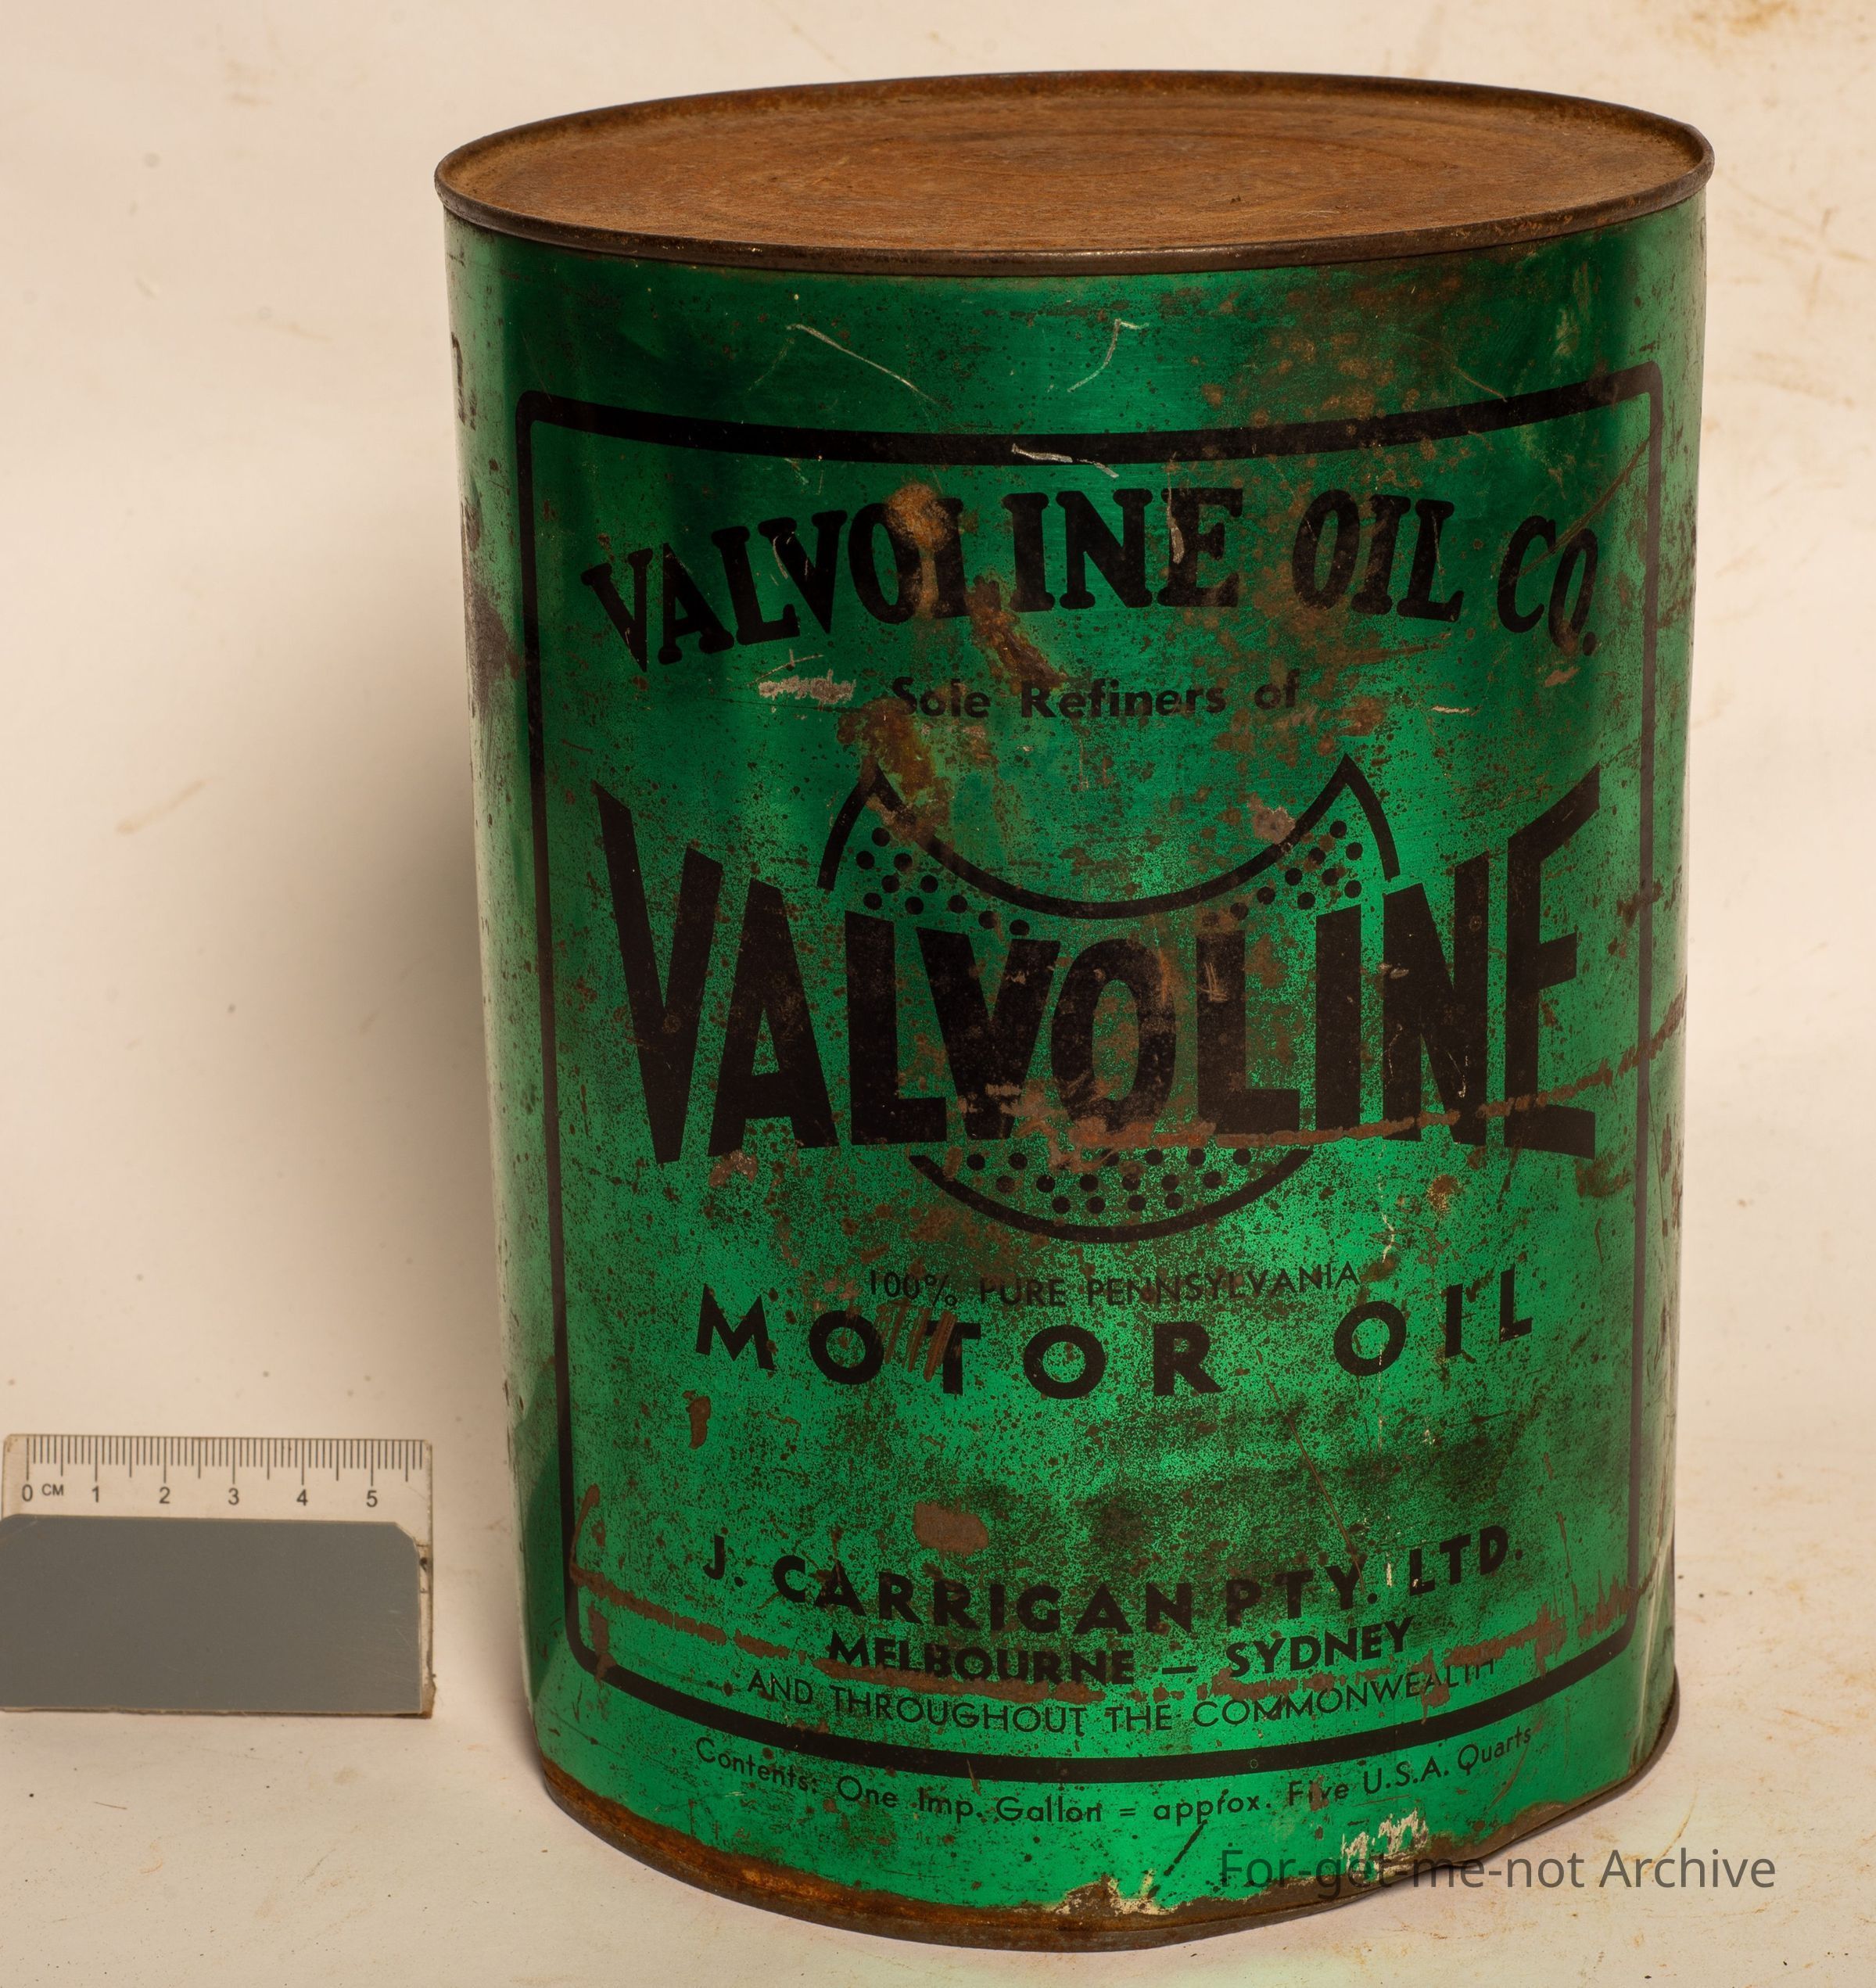 VALVOLINE OIL CO.
Sole Refiners of
VALVOLINE
100% PURE PENNSYLVANIA
MOTOR OIL
J. CARRIGAN PTY. LTD.
MELBOURNE — SYDNEY
AND THROUGHOUT THE COMMONWEALTH
Contents: One Imp. Gallon = approx. Five U.S.A. Quarts
0 CM 1 2 3 4 5
For-get-me-not Archive